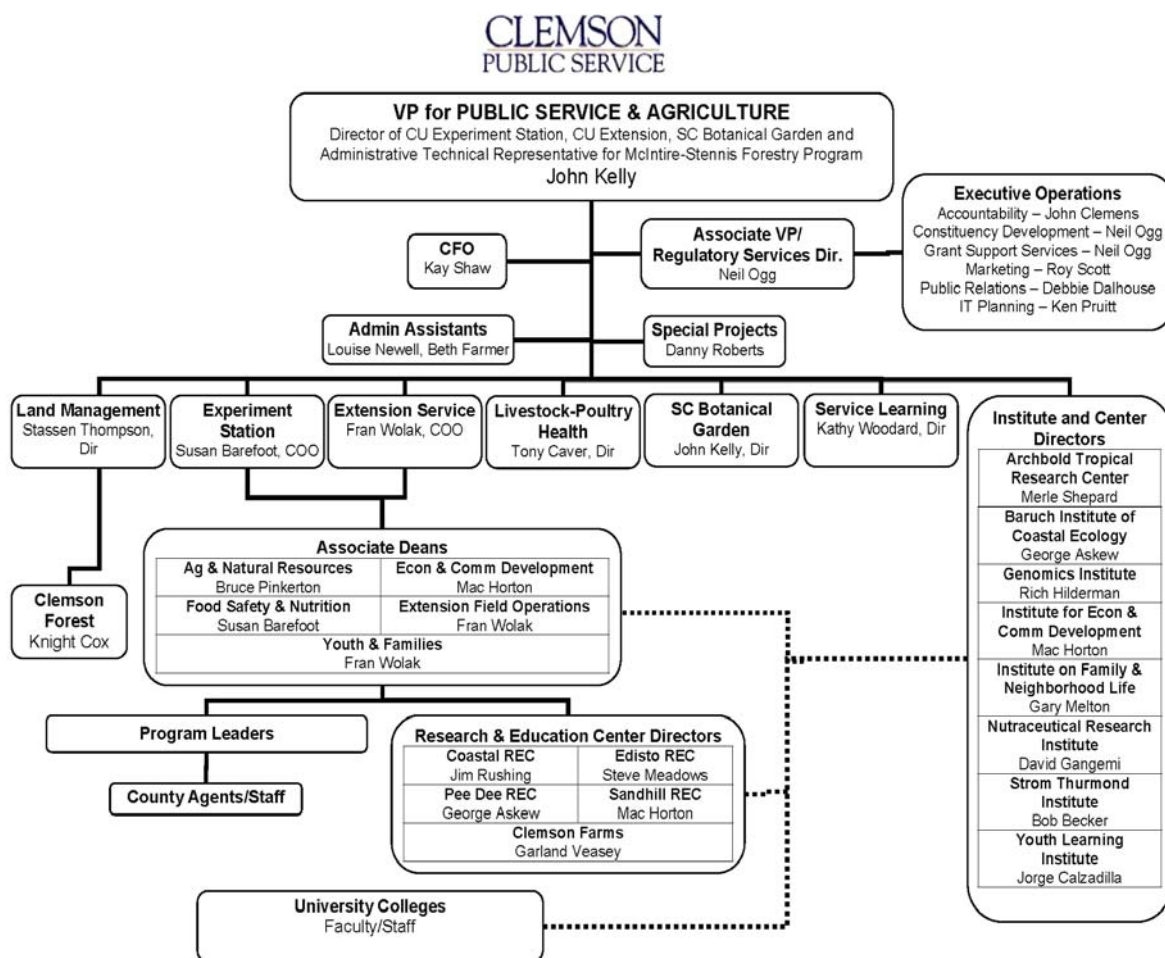 CLEMSON
PUBLIC SERVICE
VP for PUBLIC SERVICE & AGRICULTURE
Director of CU Experiment Station, CU Extension, SC Botanical Garden and
Administrative Technical Representative for McIntire-Stennis Forestry Program
John Kelly
CFO
Kay Shaw
Associate VP/
Regulatory Services Dir.
Neil Ogg
Executive Operations
Accountability – John Clemens
Constituency Development – Neil Ogg
Grant Support Services – Neil Ogg
Marketing – Roy Scott
Public Relations – Debbie Dalhouse
IT Planning – Ken Pruitt
Admin Assistants
Louise Newell, Beth Farmer
Special Projects
Danny Roberts
Land Management
Stassen Thompson,
Dir
Experiment
Station
Susan Barefoot, COO
Extension Service
Fran Wolak, COO
Livestock-Poultry
Health
Tony Caver, Dir
SC Botanical
Garden
John Kelly, Dir
Service Learning
Kathy Woodard, Dir
Institute and Center
Directors
Archbold Tropical
Research Center
Merle Shepard
Baruch Institute of
Coastal Ecology
George Askew
Genomics Institute
Rich Hilderman
Institute for Econ &
Comm Development
Mac Horton
Institute on Family &
Neighborhood Life
Gary Melton
Nutraceutical Research
Institute
David Gangemi
Strom Thurmond
Institute
Bob Becker
Youth Learning
Institute
Jorge Calzadilla
Clemson
Forest
Knight Cox
Associate Deans
Ag & Natural Resources
Bruce Pinkerton
Econ & Comm Development
Mac Horton
Food Safety & Nutrition
Susan Barefoot
Extension Field Operations
Fran Wolak
Youth & Families
Fran Wolak
Program Leaders
County Agents/Staff
Research & Education Center Directors
Coastal REC
Jim Rushing
Edisto REC
Steve Meadows
Pee Dee REC
George Askew
Sandhill REC
Mac Horton
Clemson Farms
Garland Veasey
University Colleges
Faculty/Staff